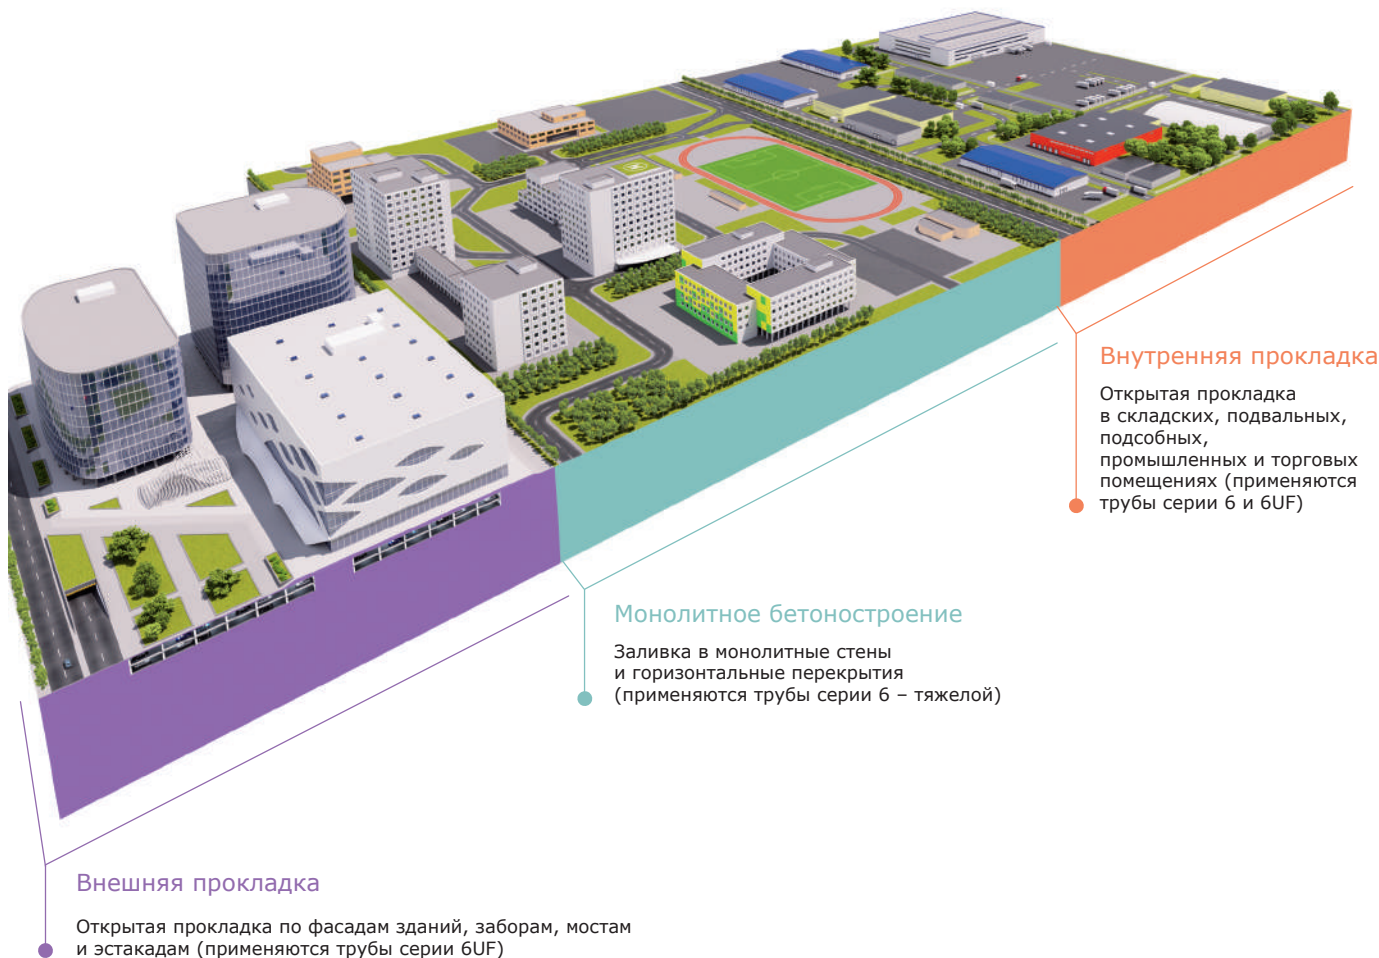 Внутренняя прокладка
Открытая прокладка
в складских, подвальных,
подсобных,
промышленных и торговых
помещениях (применяются
трубы серии 6 и 6UF)
Монолитное бетоностроение
Заливка в монолитные стены
и горизонтальные перекрытия
(применяются трубы серии 6 – тяжелой)
Внешняя прокладка
Открытая прокладка по фасадам зданий, заборам, мостам
и эстакадам (применяются трубы серии 6UF)